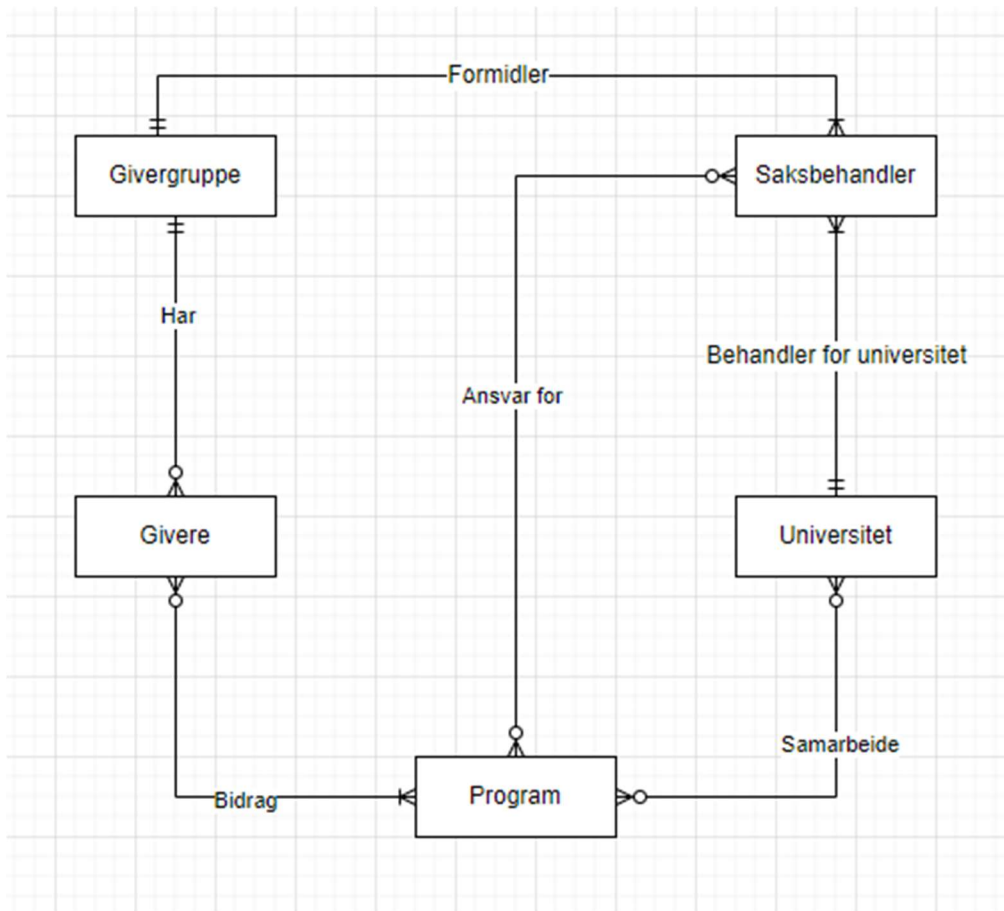 Formidler
Givergruppe
Saksbehandler
Har
Behandler for universitet
Ansvar for
Givere
Universitet
Samarbeide
Bidrag
Program